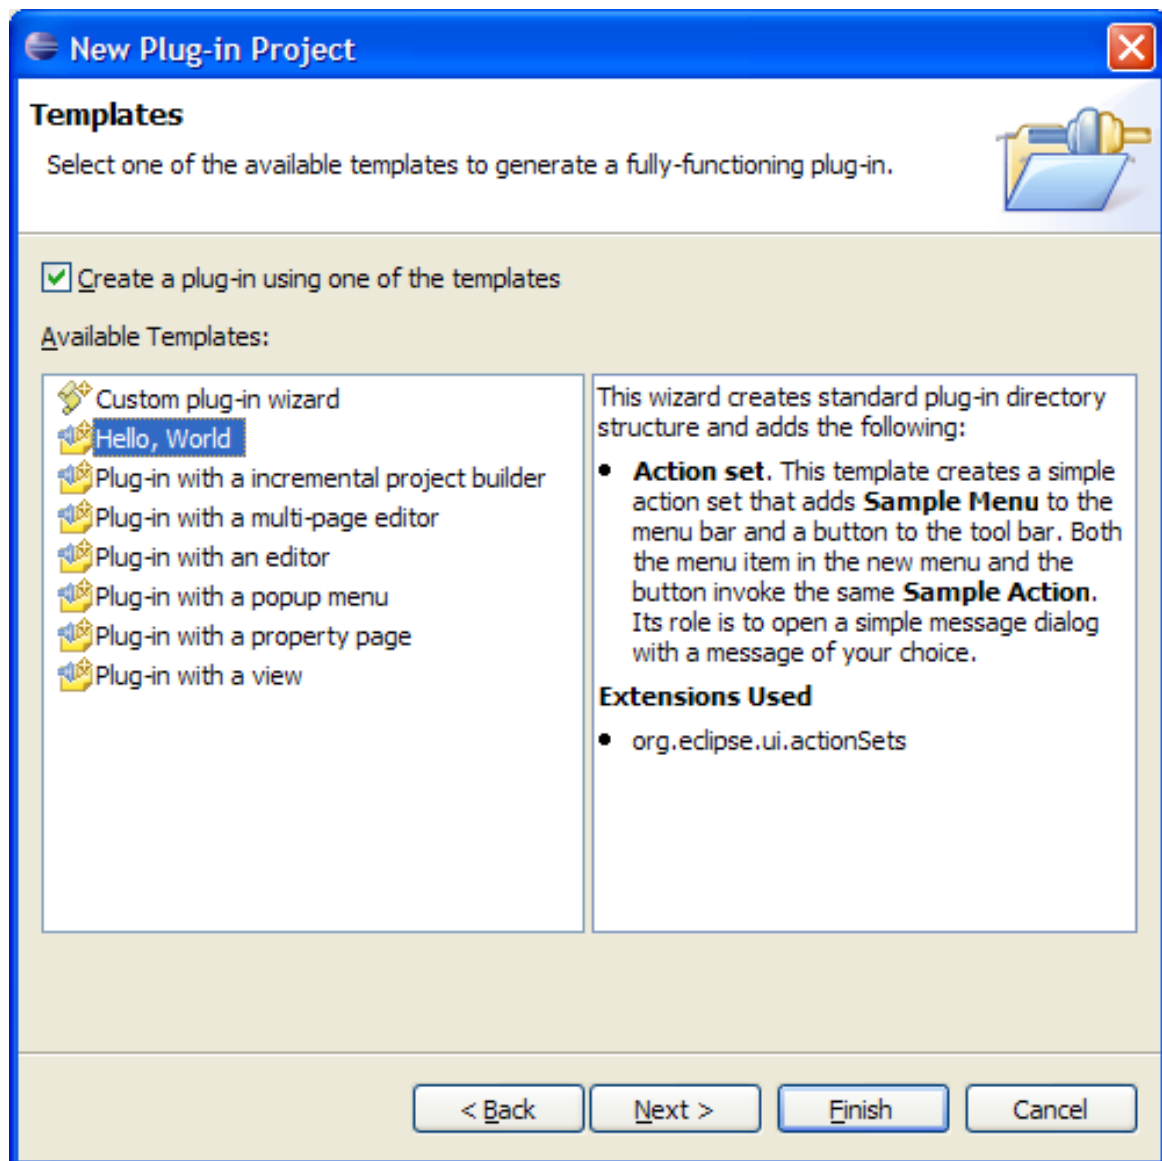 New Plug-in Project
Templates
Select one of the available templates to generate a fully-functioning plug-in.
Create a plug-in using one of the templates
Available Templates:
Custom plug-in wizard
Hello, World
Plug-in with a incremental project builder
Plug-in with a multi-page editor
Plug-in with an editor
Plug-in with a popup menu
Plug-in with a property page
Plug-in with a view
This wizard creates standard plug-in directory
structure and adds the following:
• Action set. This template creates a simple
action set that adds Sample Menu to the
menu bar and a button to the tool bar. Both
the menu item in the new menu and the
button invoke the same Sample Action.
Its role is to open a simple message dialog
with a message of your choice.
Extensions Used
• org.eclipse.ui.actionSets
< Back
Next >
Finish
Cancel